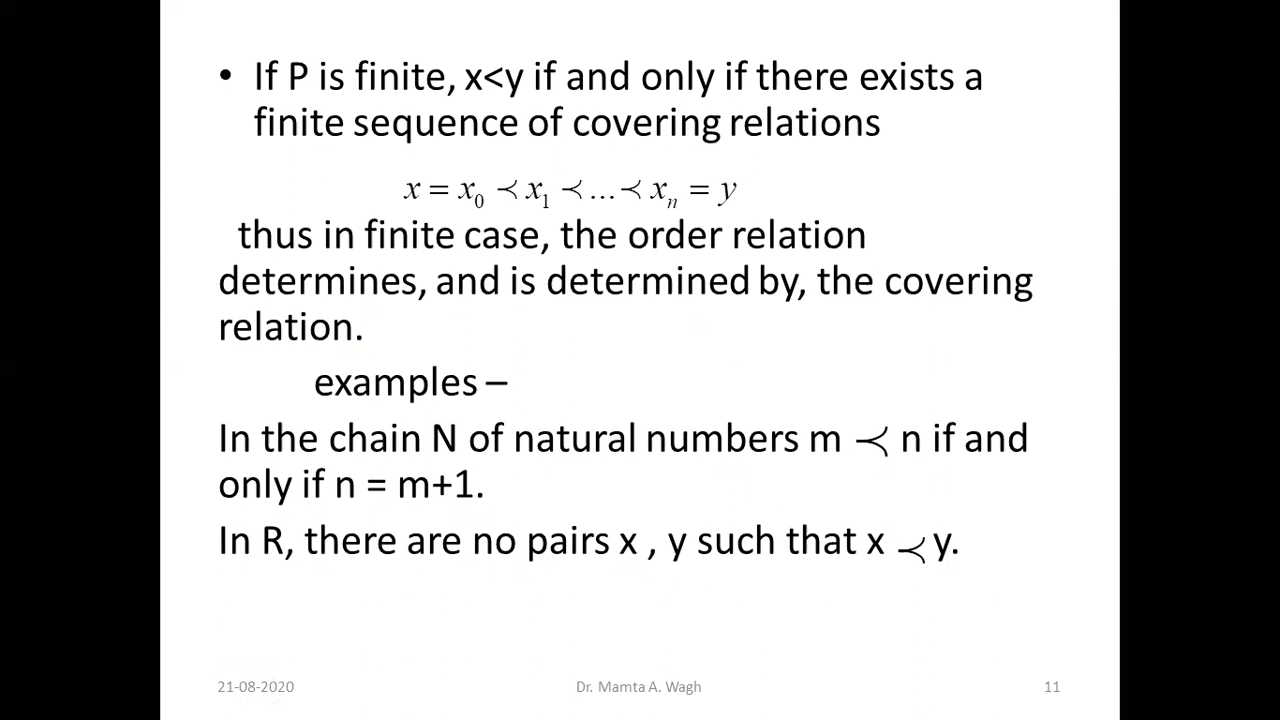 • If P is finite, x<y if and only if there exists a
finite sequence of covering relations
x = x₀ ≺ x₁ ≺ … ≺ xₙ = y
thus in finite case, the order relation
determines, and is determined by, the covering
relation.
examples –
In the chain N of natural numbers m ≺ n if and
only if n = m+1.
In R, there are no pairs x , y such that x ≺ y.
21-08-2020 Dr. Mamta A. Wagh 11